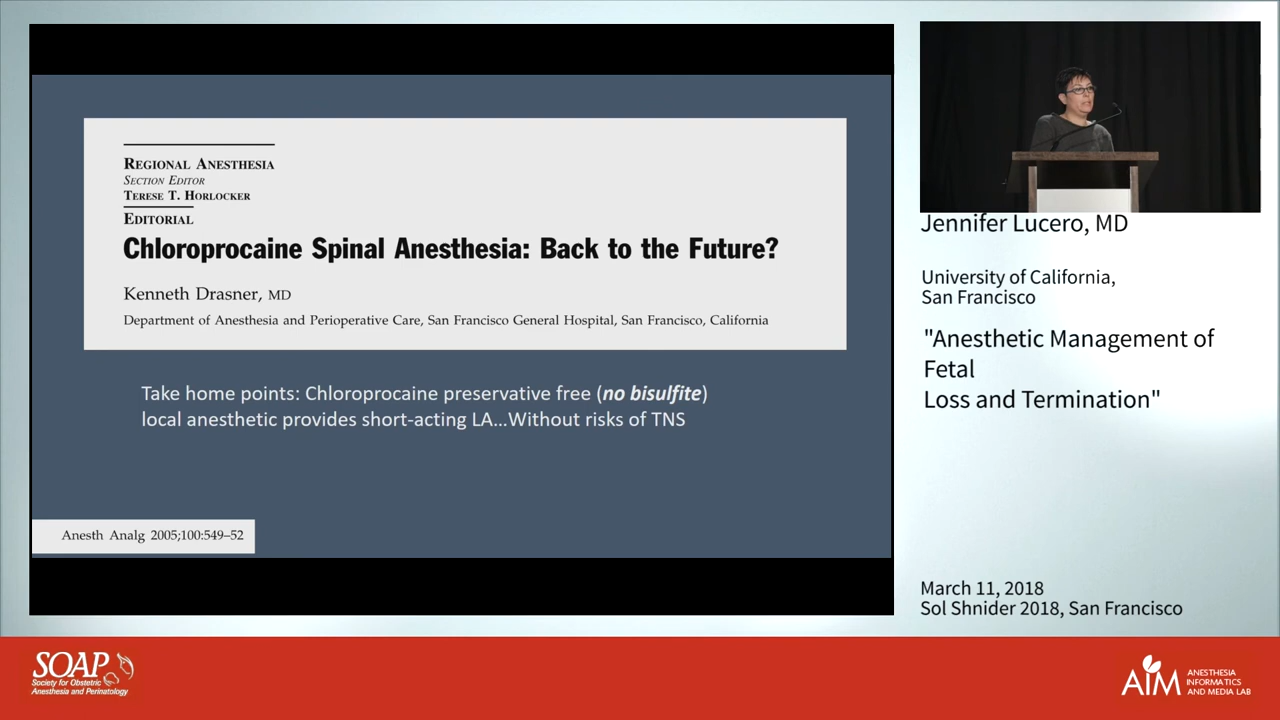 REGIONAL ANESTHESIA
SECTION EDITOR
TERESE T. HORLOCKER
EDITORIAL
Chloroprocaine Spinal Anesthesia: Back to the Future?
Kenneth Drasner, MD
Department of Anesthesia and Perioperative Care, San Francisco General Hospital, San Francisco, California
Take home points: Chloroprocaine preservative free (no bisulfite)
local anesthetic provides short-acting LA...Without risks of TNS
Anesth Analg 2005;100:549–52
Jennifer Lucero, MD
University of California,
San Francisco
"Anesthetic Management of
Fetal
Loss and Termination"
March 11, 2018
Sol Shnider 2018, San Francisco
SOAP
Society for Obstetric
Anesthesia and Perinatology
AIM
ANESTHESIA
INFORMATICS
AND MEDIA LAB